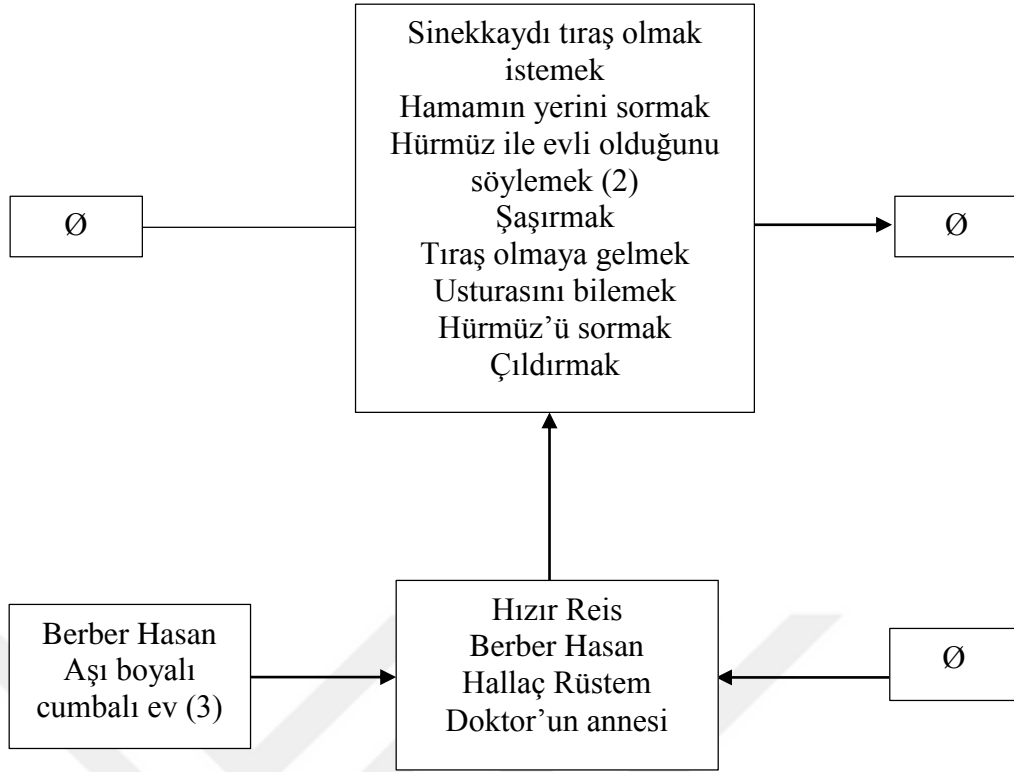 Sinekkaydı tıraş olmak
istemek
Hamamın yerini sormak
Hürmüz ile evli olduğunu
söylemek (2)
Şaşırmak
Tıraş olmaya gelmek
Usturasını bilemek
Hürmüz’ü sormak
Çıldırmak
Ø
Ø
Berber Hasan
Aşı boyalı
cumbalı ev (3)
Hızır Reis
Berber Hasan
Hallaç Rüstem
Doktor’un annesi
Ø